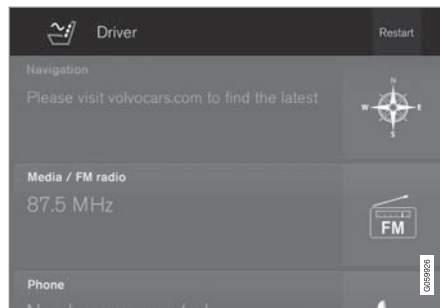 Driver
Restart
Navigation
Please visit volvocars.com to find the latest
N
W E
S
Media / FM radio
87.5 MHz
FM
Phone
G059926